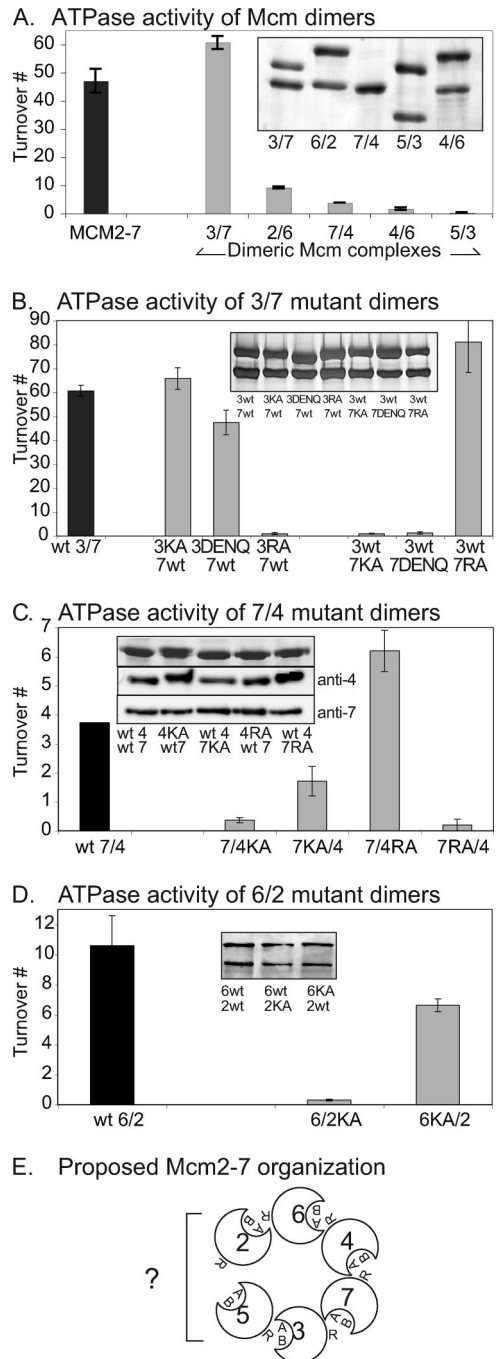 A. ATPase activity of Mcm dimers
Turnover #
60
50
40
30
20
10
0
3/7 6/2 7/4 5/3 4/6
MCM2-7 3/7 2/6 7/4 4/6 5/3
Dimeric Mcm complexes
B. ATPase activity of 3/7 mutant dimers
Turnover #
90
80
70
60
50
40
30
20
10
0
3wt 3KA 3DENQ 3RA 3wt 3wt 3wt
7wt 7wt 7wt 7wt 7KA 7DENQ 7RA
wt 3/7 3KA 3DENQ 3RA 3wt 3wt 3wt
7wt 7wt 7wt 7KA 7DENQ 7RA
C. ATPase activity of 7/4 mutant dimers
Turnover #
7
6
5
4
3
2
1
0
anti-4
anti-7
wt 4 4KA wt 4 4RA wt 4
wt 7 wt7 7KA wt 7 7RA
wt 7/4 7/4KA 7KA/4 7/4RA 7RA/4
D. ATPase activity of 6/2 mutant dimers
Turnover #
12
10
8
6
4
2
0
6wt 6wt 6KA
2wt 2KA 2wt
wt 6/2 6/2KA 6KA/2
E. Proposed Mcm2-7 organization
?
2 A B R R
6 A B R
4 A B R
7 A B
3 A B R
5 A B R